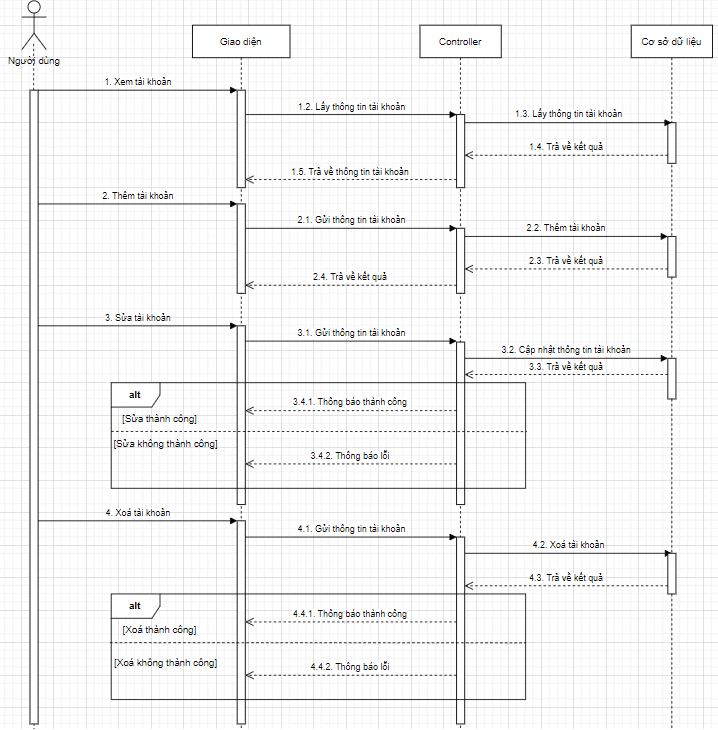 Người dùng
Giao diện
Controller
Cơ sở dữ liệu
1. Xem tài khoản
1.2. Lấy thông tin tài khoản
1.3. Lấy thông tin tài khoản
1.4. Trả về kết quả
1.5. Trả về thông tin tài khoản
2. Thêm tài khoản
2.1. Gửi thông tin tài khoản
2.2. Thêm tài khoản
2.3. Trả về kết quả
2.4. Trả về kết quả
3. Sửa tài khoản
3.1. Gửi thông tin tài khoản
3.2. Cập nhật thông tin tài khoản
3.3. Trả về kết quả
alt
3.4.1. Thông báo thành công
[Sửa thành công]
[Sửa không thành công]
3.4.2. Thông báo lỗi
4. Xoá tài khoản
4.1. Gửi thông tin tài khoản
4.2. Xoá tài khoản
4.3. Trả về kết quả
alt
4.4.1. Thông báo thành công
[Xoá thành công]
[Xoá không thành công]
4.4.2. Thông báo lỗi